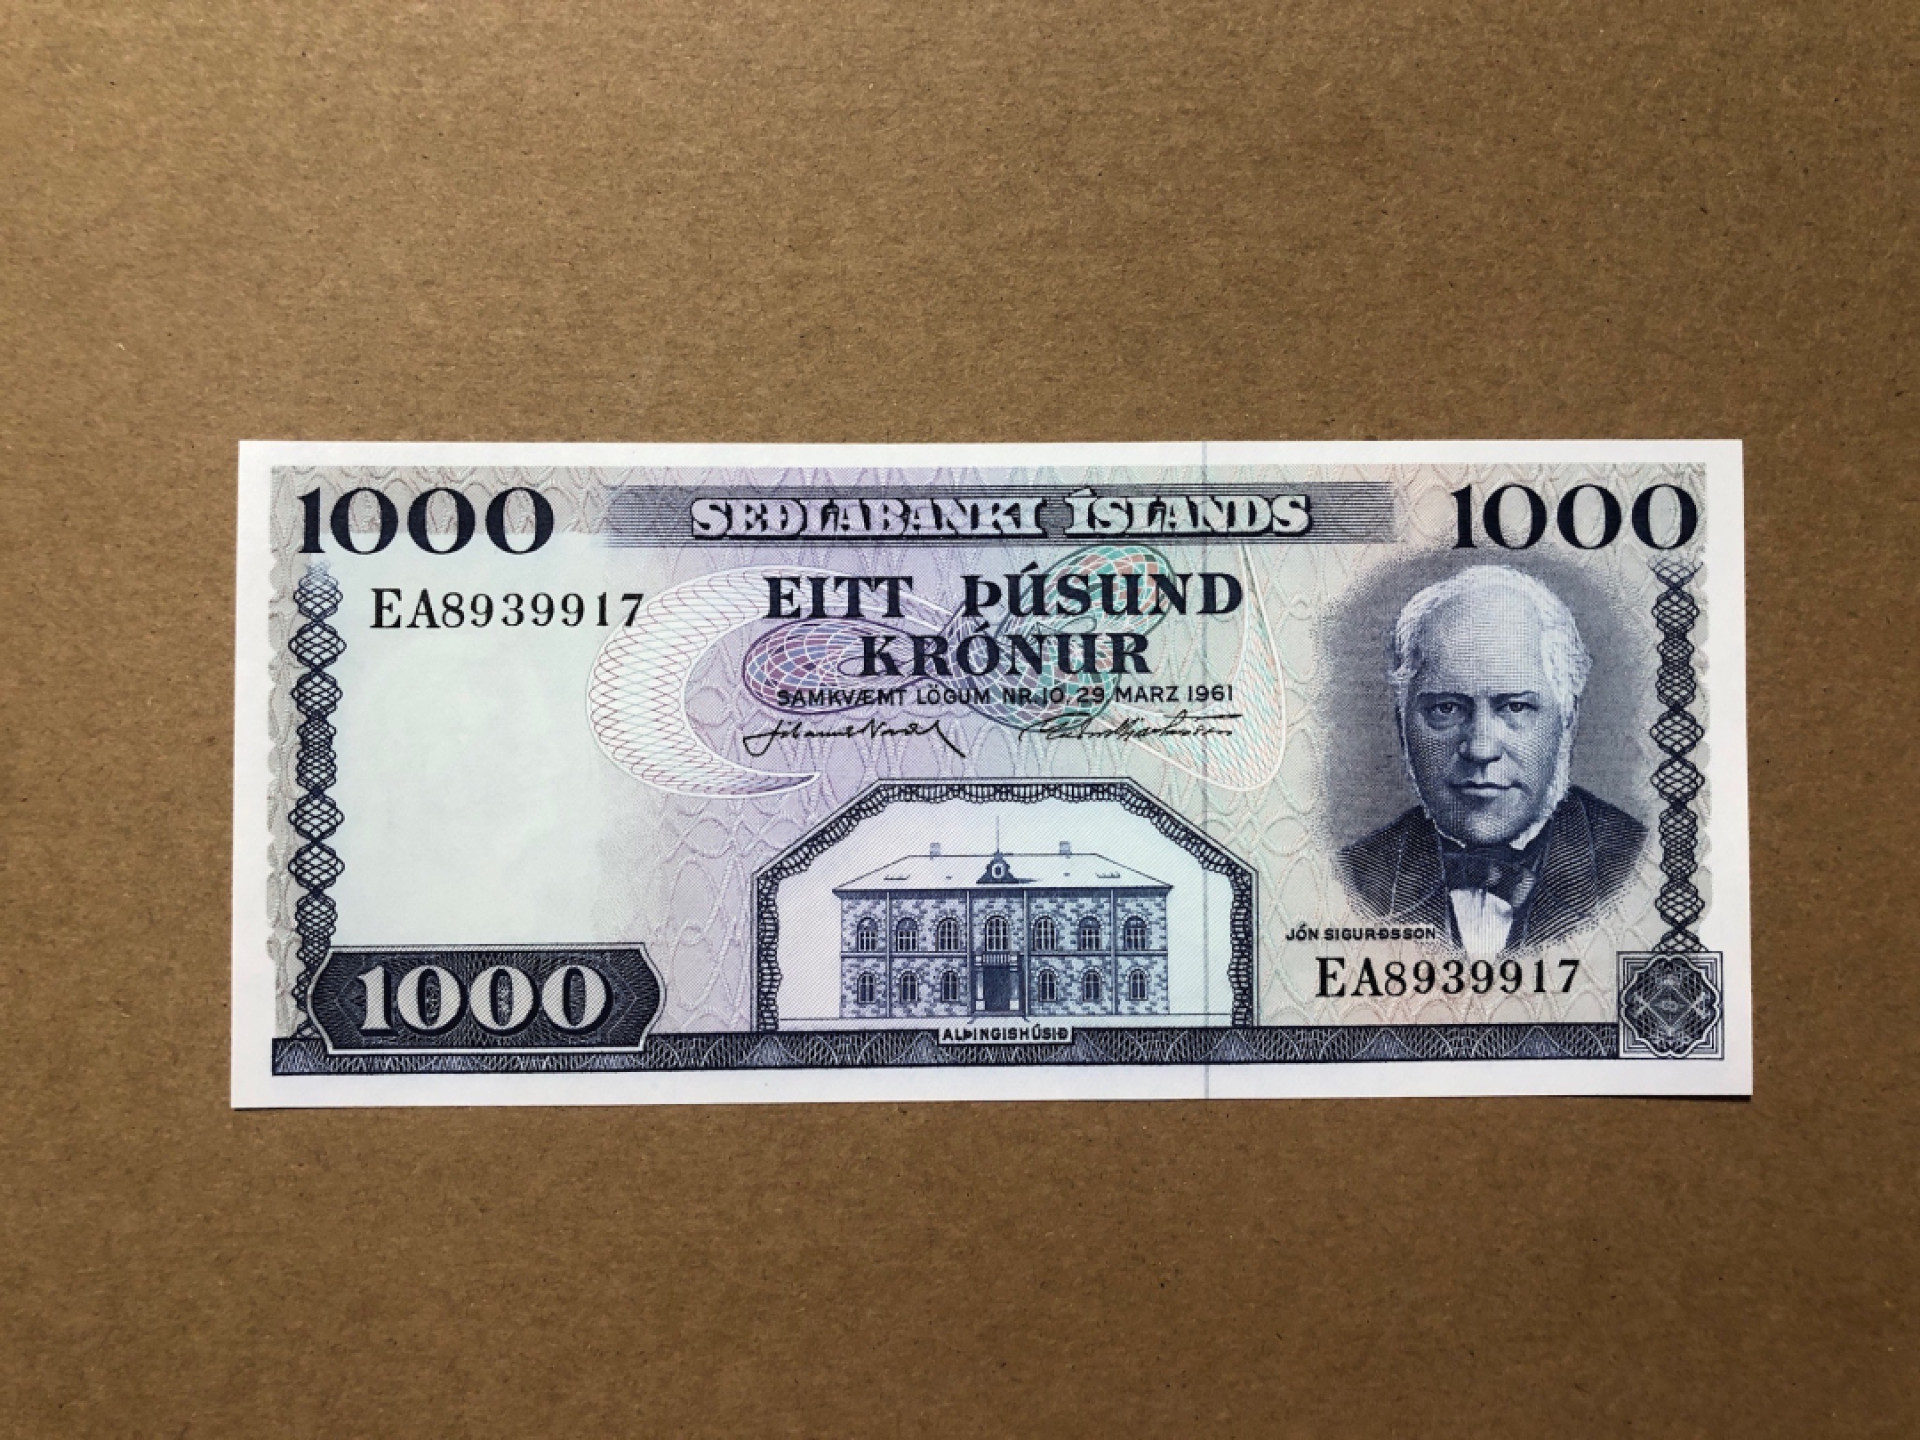 1000 SEÐLABANKI ÍSLANDS 1000
EA8939917
EITT ÞÚSUND
KRÓNUR
SAMKVÆMT LÖGUM NR. 10, 29 MARZ 1961
JÓN SIGURÐSSON
EA8939917
1000
ALÞINGISHÚSIÐ